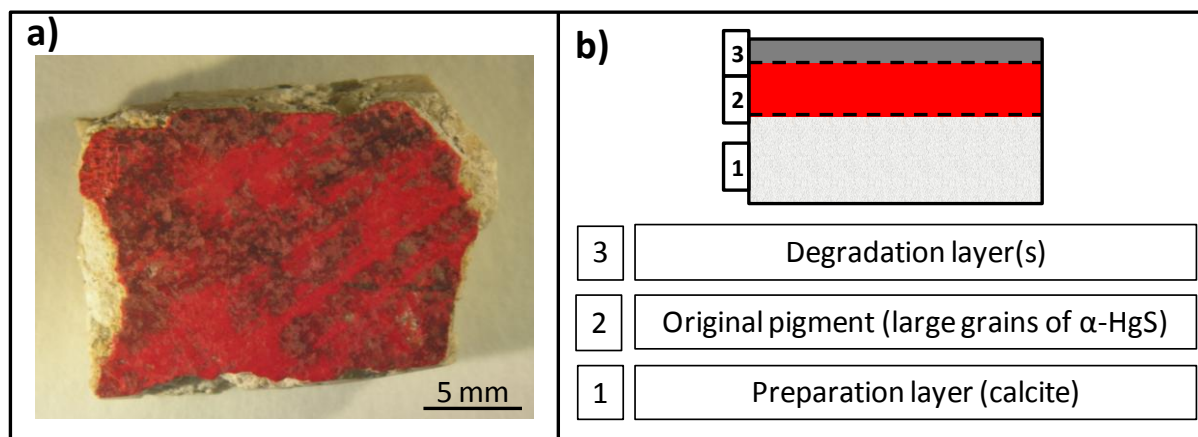 a)
5 mm
b)
3
2
1
3 Degradation layer(s)
2 Original pigment (large grains of α-HgS)
1 Preparation layer (calcite)